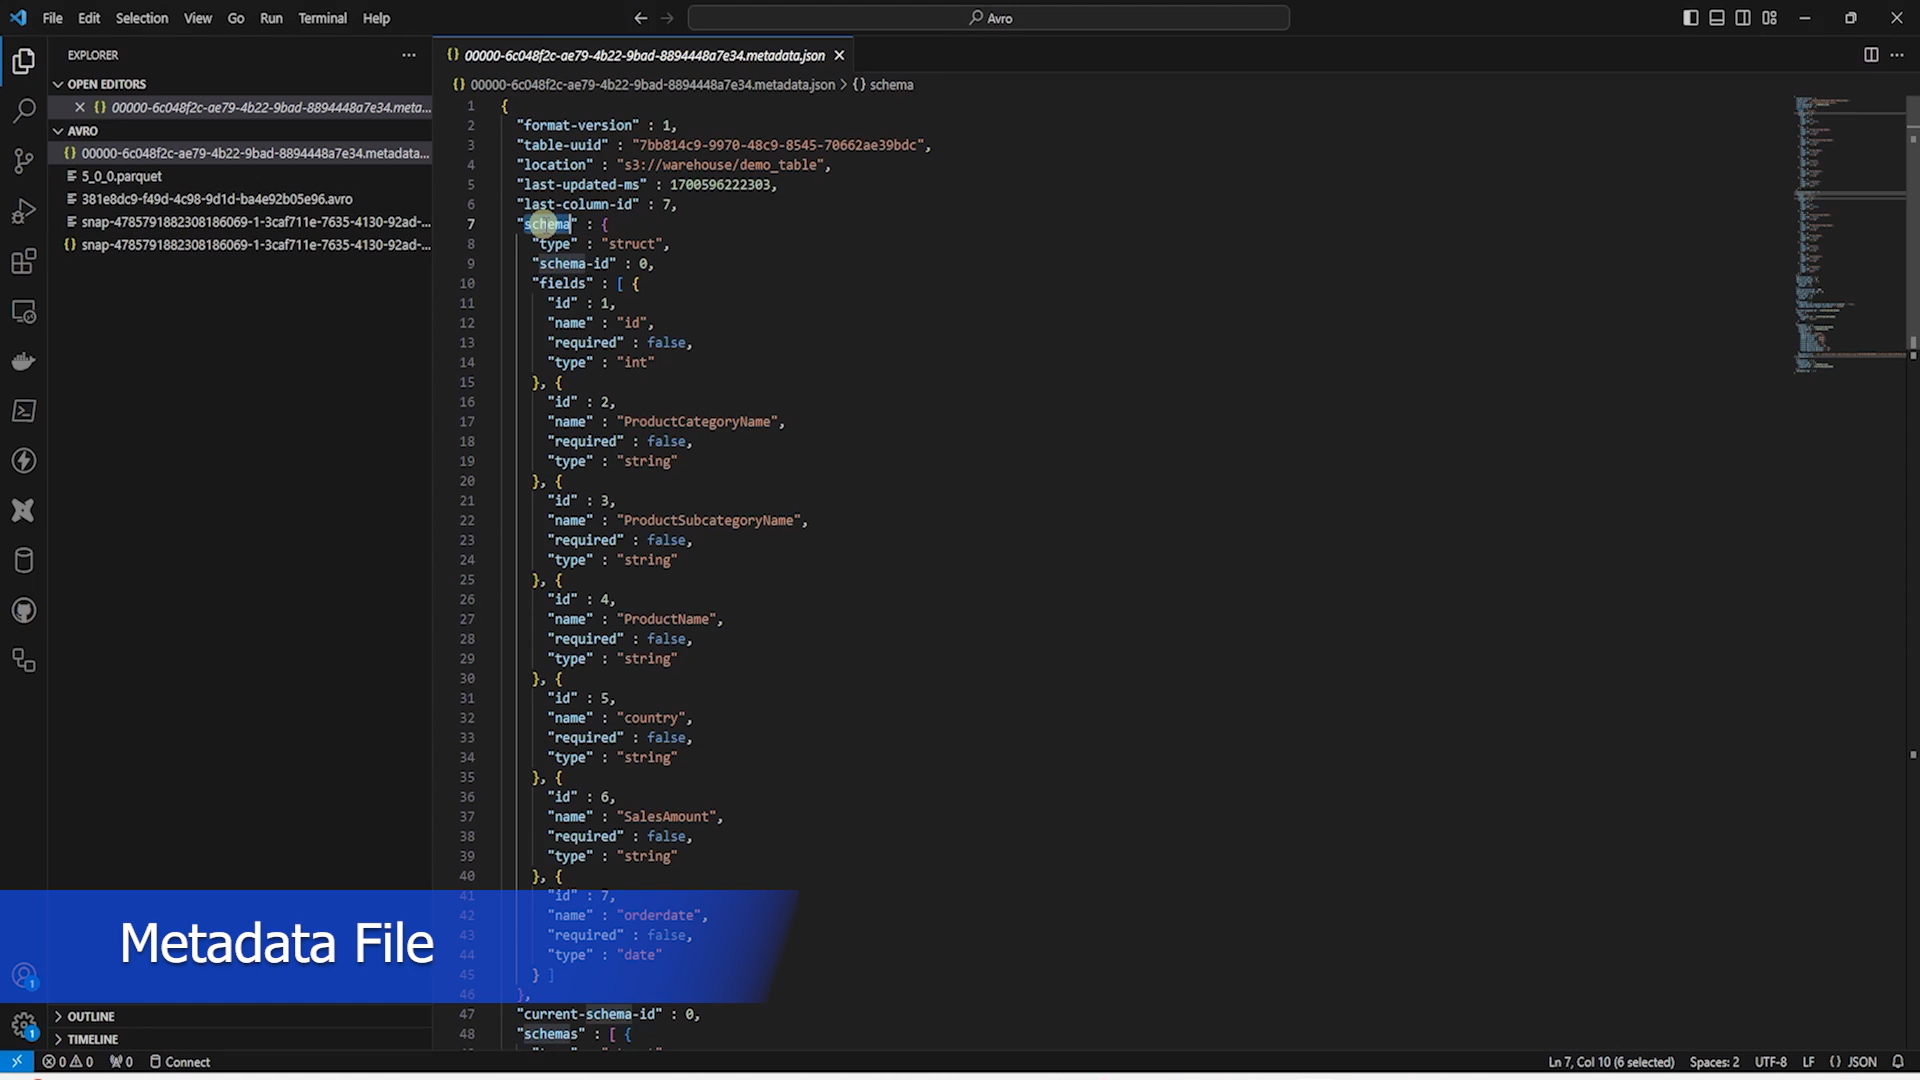 File Edit Selection View Go Run Terminal Help
Avro
EXPLORER
OPEN EDITORS
00000-6c048f2c-ae79-4b22-9bad-8894448a7e34.meta...
AVRO
00000-6c048f2c-ae79-4b22-9bad-8894448a7e34.metadata...
5_0_0.parquet
381e8dc9-f49d-4c98-9d1d-ba4e92b05e96.avro
snap-4785791882308186069-1-3caf711e-7635-4130-92ad-...
snap-4785791882308186069-1-3caf711e-7635-4130-92ad-...
OUTLINE
TIMELINE
{} 00000-6c048f2c-ae79-4b22-9bad-8894448a7e34.metadata.json
{} 00000-6c048f2c-ae79-4b22-9bad-8894448a7e34.metadata.json > {} schema
1 {
2 "format-version" : 1,
3 "table-uuid" : "7bb814c9-9970-48c9-8545-70662ae39bdc",
4 "location" : "s3://warehouse/demo_table",
5 "last-updated-ms" : 1700596222303,
6 "last-column-id" : 7,
7 "schema" : {
8 "type" : "struct",
9 "schema-id" : 0,
10 "fields" : [ {
11 "id" : 1,
12 "name" : "id",
13 "required" : false,
14 "type" : "int"
15 }, {
16 "id" : 2,
17 "name" : "ProductCategoryName",
18 "required" : false,
19 "type" : "string"
20 }, {
21 "id" : 3,
22 "name" : "ProductSubcategoryName",
23 "required" : false,
24 "type" : "string"
25 }, {
26 "id" : 4,
27 "name" : "ProductName",
28 "required" : false,
29 "type" : "string"
30 }, {
31 "id" : 5,
32 "name" : "country",
33 "required" : false,
34 "type" : "string"
35 }, {
36 "id" : 6,
37 "name" : "SalesAmount",
38 "required" : false,
39 "type" : "string"
40 }, {
41 "id" : 7,
42 "name" : "orderdate",
43 "required" : false,
44 "type" : "date"
45 } ]
46 },
47 "current-schema-id" : 0,
48 "schemas" : [ {
Metadata File
1
1
0 0 0 Connect
Ln 7, Col 10 (6 selected) Spaces: 2 UTF-8 LF {} JSON